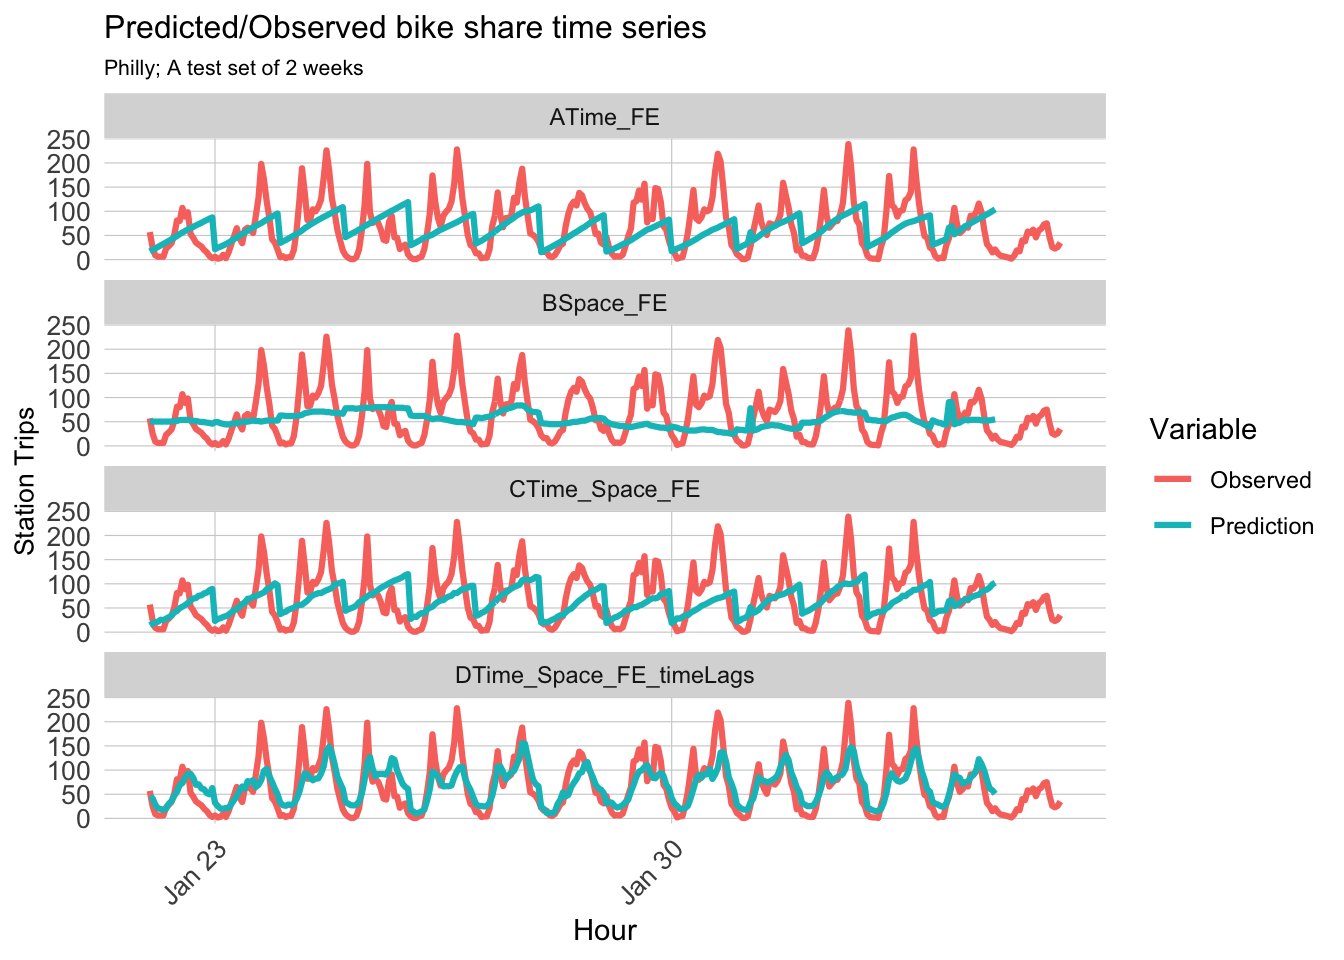 Predicted/Observed bike share time series
Philly; A test set of 2 weeks
ATime_FE
250
200
150
100
50
0
BSpace_FE
250
200
150
100
50
0
CTime_Space_FE
250
200
150
100
50
0
DTime_Space_FE_timeLags
250
200
150
100
50
0
Station Trips
Jan 23
Jan 30
Hour
Variable
Observed
Prediction